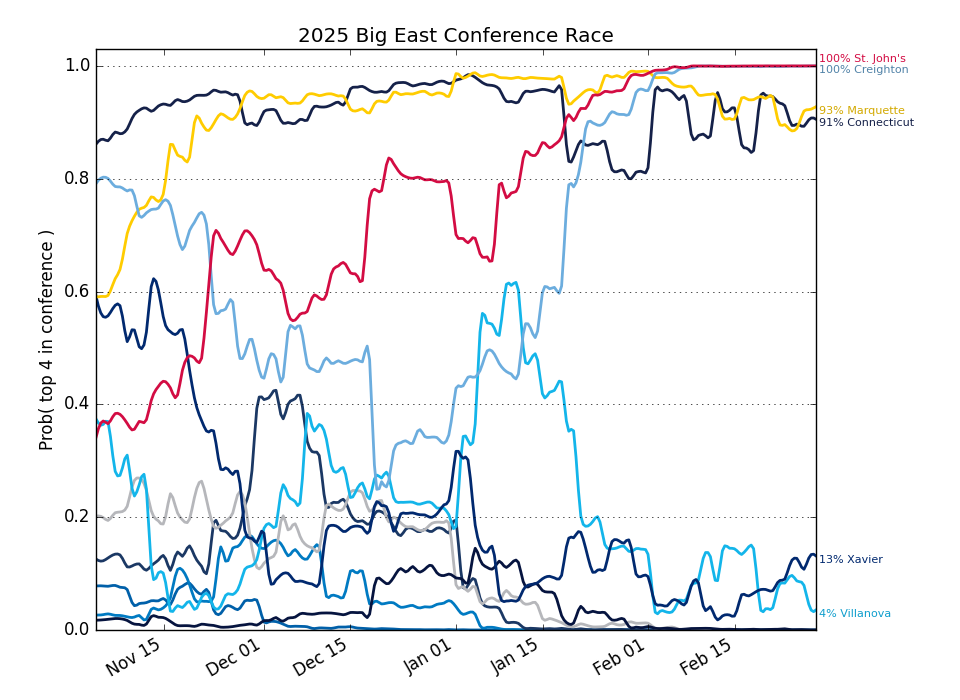 2025 Big East Conference Race
Prob( top 4 in conference )
1.0
0.8
0.6
0.4
0.2
0.0
Nov 15
Dec 01
Dec 15
Jan 01
Jan 15
Feb 01
Feb 15
100% St. John's
100% Creighton
93% Marquette
91% Connecticut
13% Xavier
4% Villanova